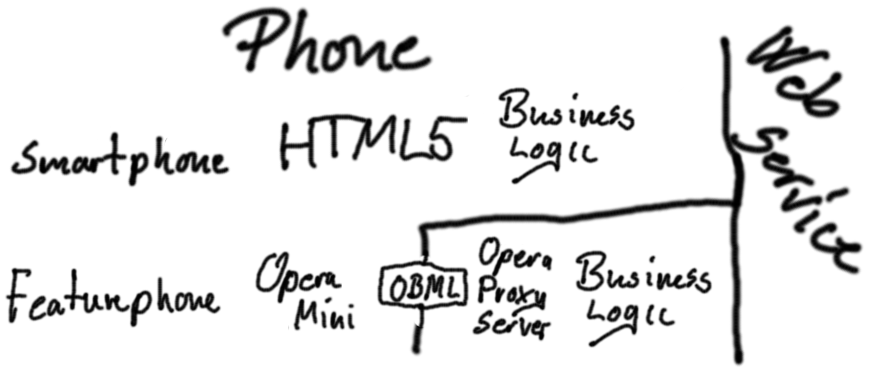 Phone
Web Service
Smartphone HTML5 Business Logic
Featurephone Opera Mini OBML Opera Proxy Server Business Logic